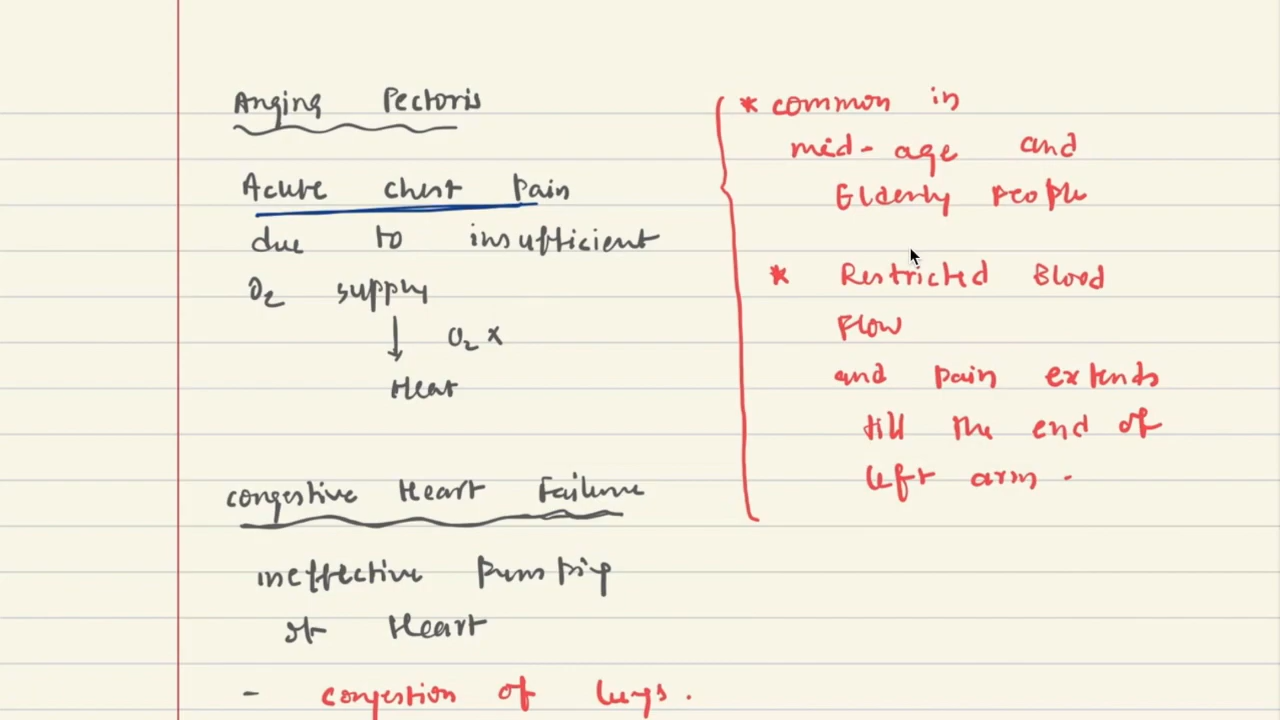 Anging Pectoris
Acute chest pain
due to insufficient
O2 supply
↓ O2 x
Heat
congestive Heart Failure
ineffective pumping
of Heart
- congestion of lungs.
* common in
mid-age and
Elderly People
* Restricted Blood
Flow
and pain extends
till the end of
left arm.